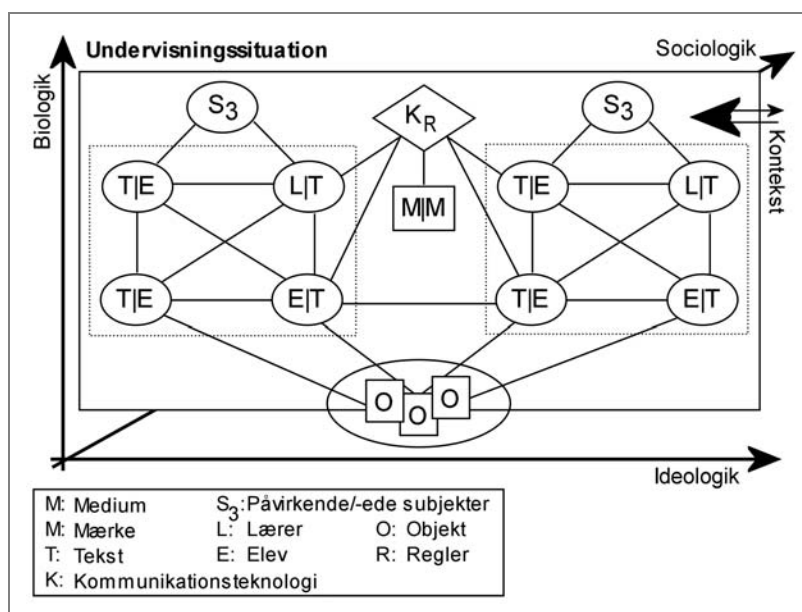 Undervisningssituation
Sociologik
Biologik
Kontekst
S3
K R
S3
T|E
L|T
M|M
T|E
L|T
T|E
E|T
T|E
E|T
O
O
O
Ideologik
M: Medium S3:Påvirkende/-ede subjekter
M: Mærke L: Lærer O: Objekt
T: Tekst E: Elev R: Regler
K: Kommunikationsteknologi